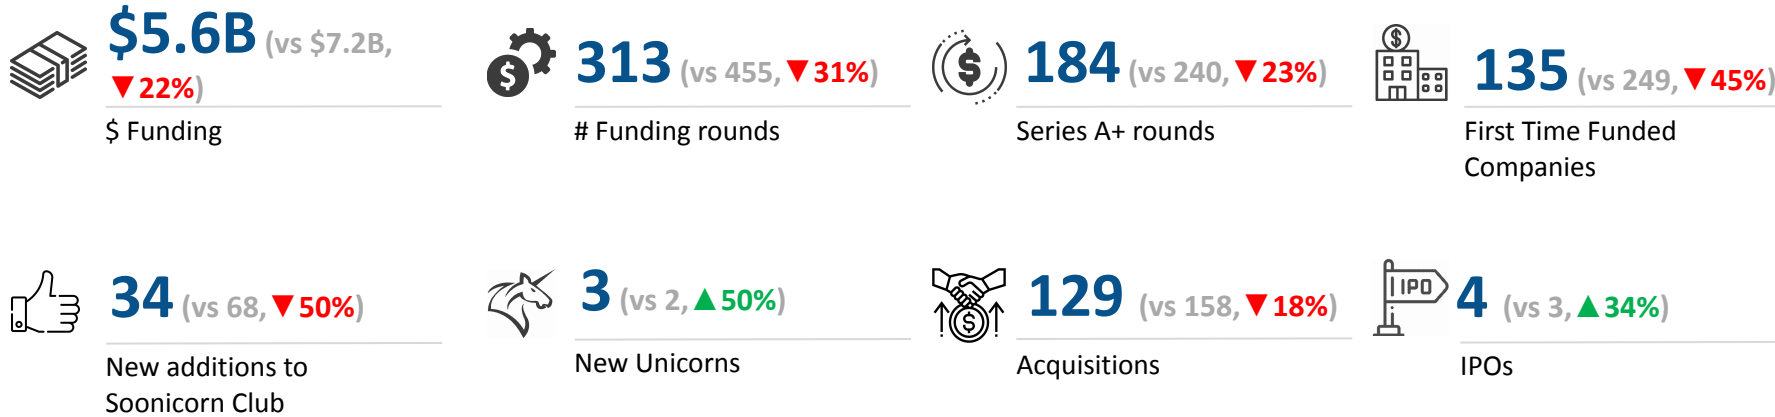 $5.6B (vs $7.2B,
▼22%)
$ Funding
313 (vs 455, ▼31%)
# Funding rounds
184 (vs 240, ▼23%)
Series A+ rounds
135 (vs 249, ▼45%)
First Time Funded
Companies
34 (vs 68, ▼50%)
New additions to
Soonicorn Club
3 (vs 2, ▲50%)
New Unicorns
129 (vs 158, ▼18%)
Acquisitions
IPO
4 (vs 3, ▲34%)
IPOs